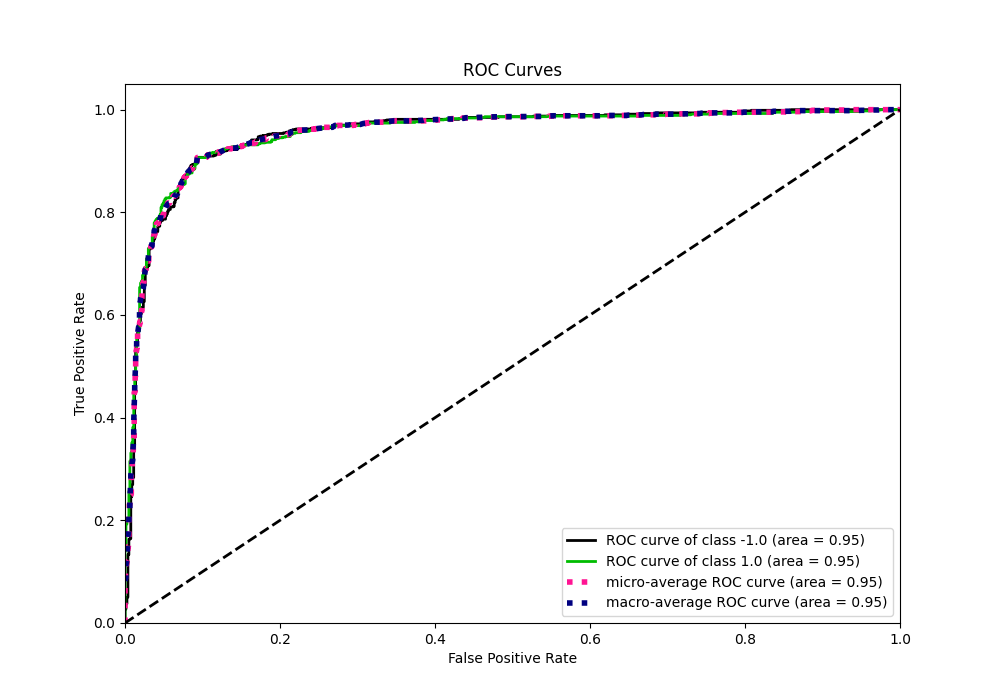 ROC Curves
True Positive Rate
1.0
0.8
0.6
0.4
0.2
0.0
ROC curve of class -1.0 (area = 0.95)
ROC curve of class 1.0 (area = 0.95)
micro-average ROC curve (area = 0.95)
macro-average ROC curve (area = 0.95)
0.0 0.2 0.4 0.6 0.8 1.0
False Positive Rate